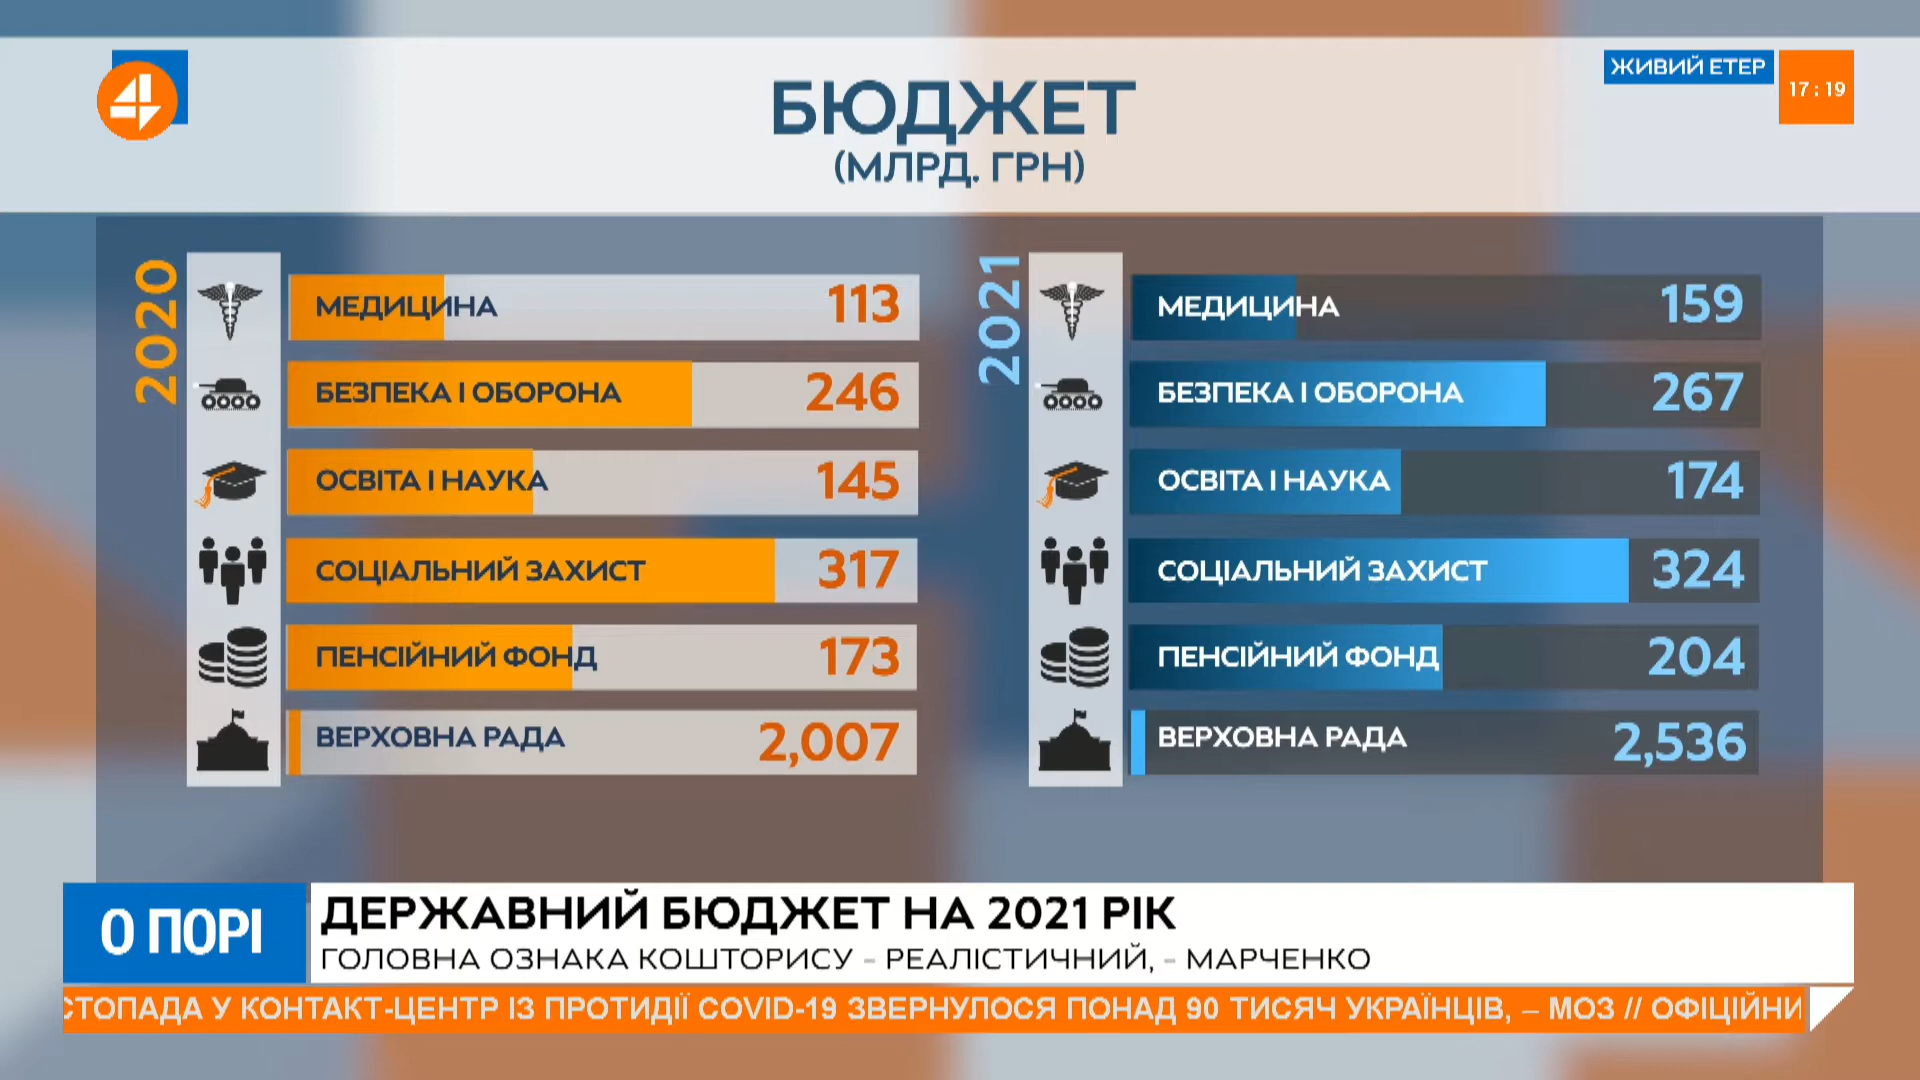 4
ЖИВИЙ ЕТЕР
17:19
БЮДЖЕТ
(МЛРД. ГРН)
2020
МЕДИЦИНА 113
БЕЗПЕКА І ОБОРОНА 246
ОСВІТА І НАУКА 145
СОЦІАЛЬНИЙ ЗАХИСТ 317
ПЕНСІЙНИЙ ФОНД 173
ВЕРХОВНА РАДА 2,007
2021
МЕДИЦИНА 159
БЕЗПЕКА І ОБОРОНА 267
ОСВІТА І НАУКА 174
СОЦІАЛЬНИЙ ЗАХИСТ 324
ПЕНСІЙНИЙ ФОНД 204
ВЕРХОВНА РАДА 2,536
О ПОРІ
ДЕРЖАВНИЙ БЮДЖЕТ НА 2021 РІК
ГОЛОВНА ОЗНАКА КОШТОРИСУ - РЕАЛІСТИЧНИЙ, - МАРЧЕНКО
СТОПАДА У КОНТАКТ-ЦЕНТР ІЗ ПРОТИДІЇ COVID-19 ЗВЕРНУЛОСЯ ПОНАД 90 ТИСЯЧ УКРАЇНЦІВ, – МОЗ // ОФІЦІЙНИ